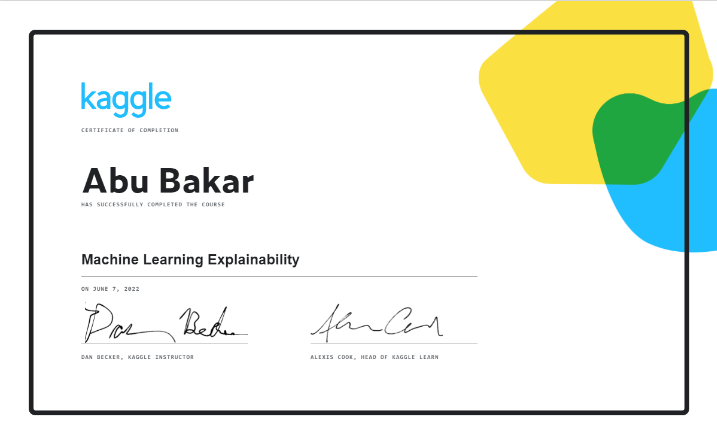 kaggle
CERTIFICATE OF COMPLETION
Abu Bakar
HAS SUCCESSFULLY COMPLETED THE COURSE
Machine Learning Explainability
ON JUNE 7, 2022
Dan Becker
Alexis Cook
DAN BECKER, KAGGLE INSTRUCTOR
ALEXIS COOK, HEAD OF KAGGLE LEARN